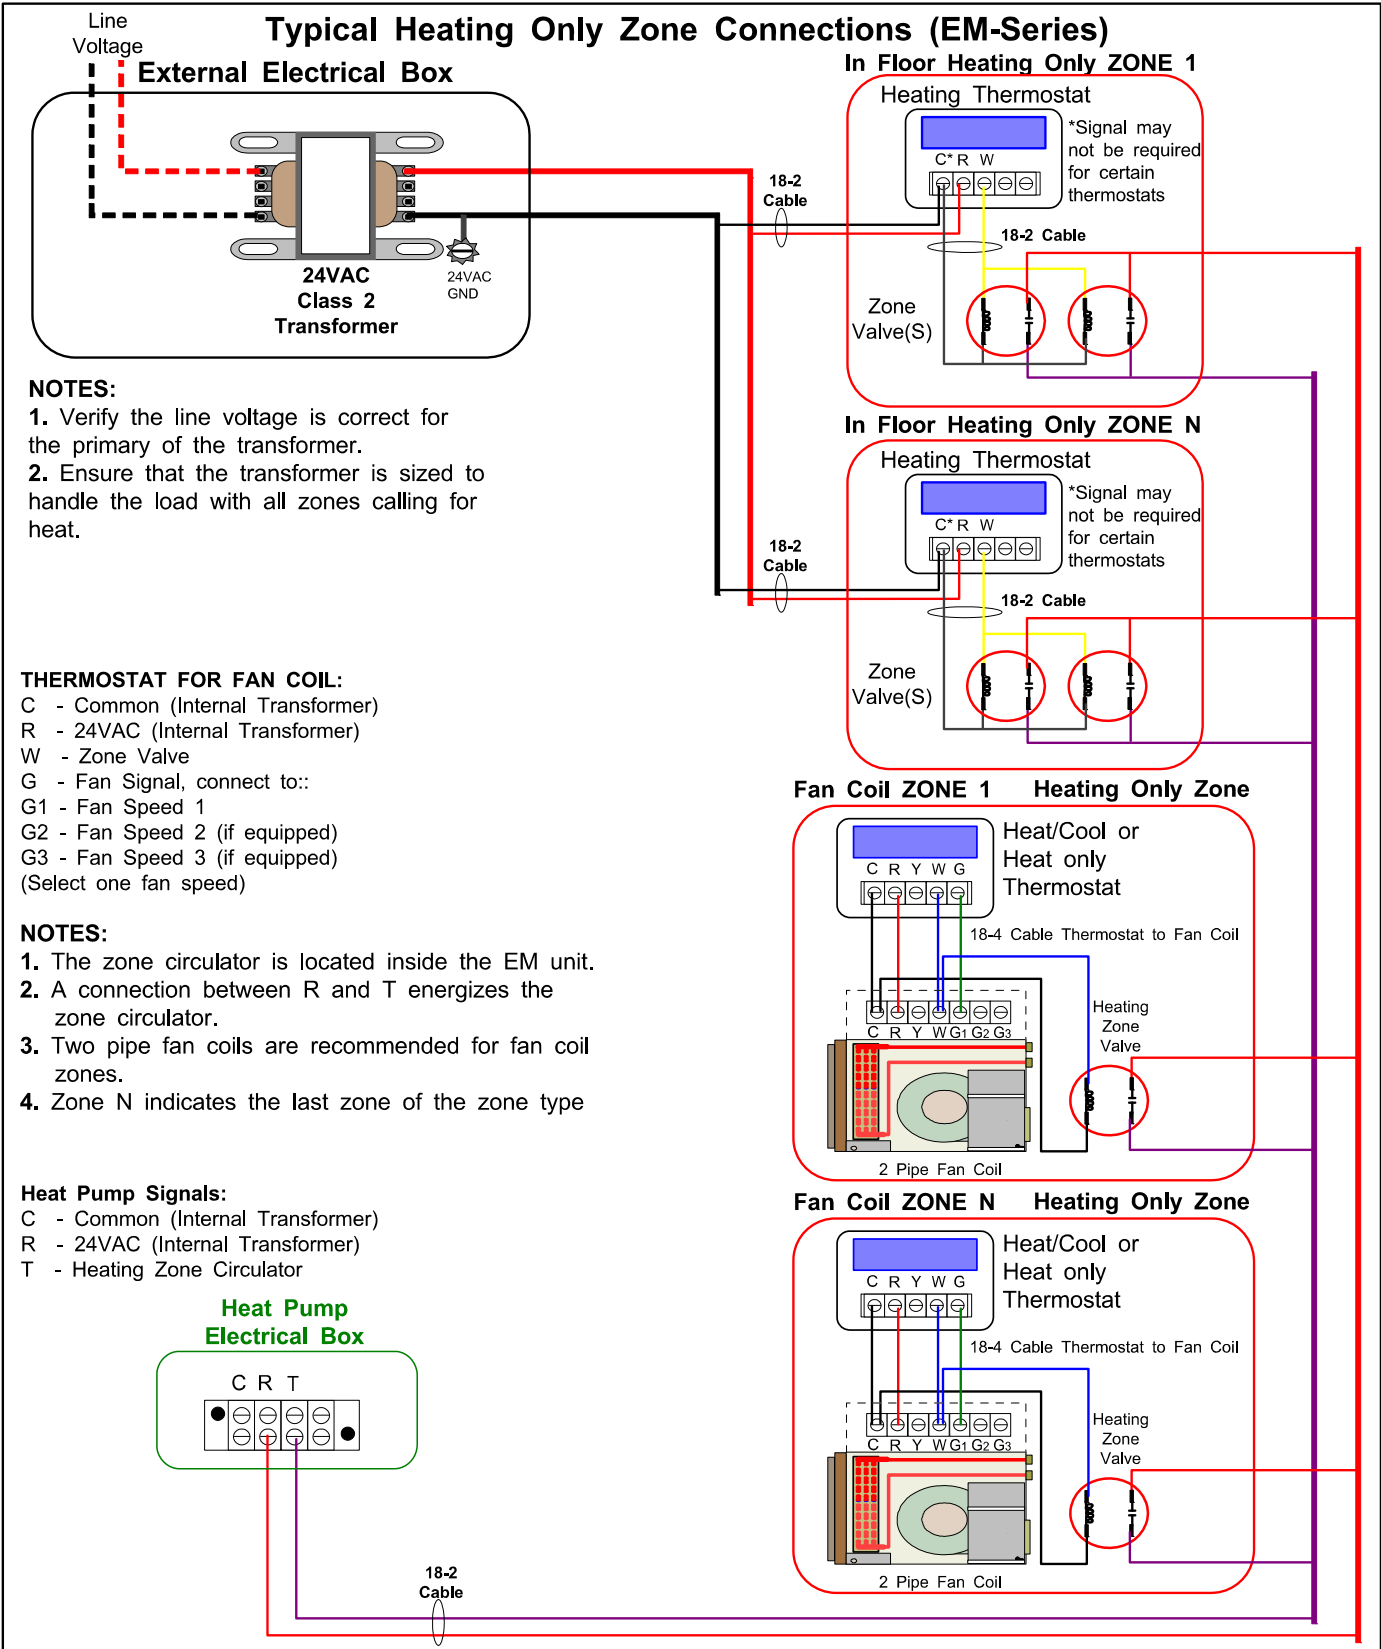 Typical Heating Only Zone Connections (EM-Series)
Line
Voltage
External Electrical Box
24VAC
Class 2
Transformer
24VAC
GND
NOTES:
1. Verify the line voltage is correct for
the primary of the transformer.
2. Ensure that the transformer is sized to
handle the load with all zones calling for
heat.
18-2
Cable
In Floor Heating Only ZONE 1
Heating Thermostat
C* R W
*Signal may
not be required
for certain
thermostats
18-2 Cable
Zone
Valve(S)
18-2
Cable
In Floor Heating Only ZONE N
Heating Thermostat
C* R W
*Signal may
not be required
for certain
thermostats
18-2 Cable
Zone
Valve(S)
THERMOSTAT FOR FAN COIL:
C - Common (Internal Transformer)
R - 24VAC (Internal Transformer)
W - Zone Valve
G - Fan Signal, connect to::
G1 - Fan Speed 1
G2 - Fan Speed 2 (if equipped)
G3 - Fan Speed 3 (if equipped)
(Select one fan speed)
NOTES:
1. The zone circulator is located inside the EM unit.
2. A connection between R and T energizes the
zone circulator.
3. Two pipe fan coils are recommended for fan coil
zones.
4. Zone N indicates the last zone of the zone type
Fan Coil ZONE 1 Heating Only Zone
Heat/Cool or
Heat only
Thermostat
C R Y W G
18-4 Cable Thermostat to Fan Coil
C R Y W G1 G2 G3
Heating
Zone
Valve
2 Pipe Fan Coil
Fan Coil ZONE N Heating Only Zone
Heat/Cool or
Heat only
Thermostat
C R Y W G
18-4 Cable Thermostat to Fan Coil
C R Y W G1 G2 G3
Heating
Zone
Valve
2 Pipe Fan Coil
Heat Pump Signals:
C - Common (Internal Transformer)
R - 24VAC (Internal Transformer)
T - Heating Zone Circulator
Heat Pump
Electrical Box
C R T
18-2
Cable